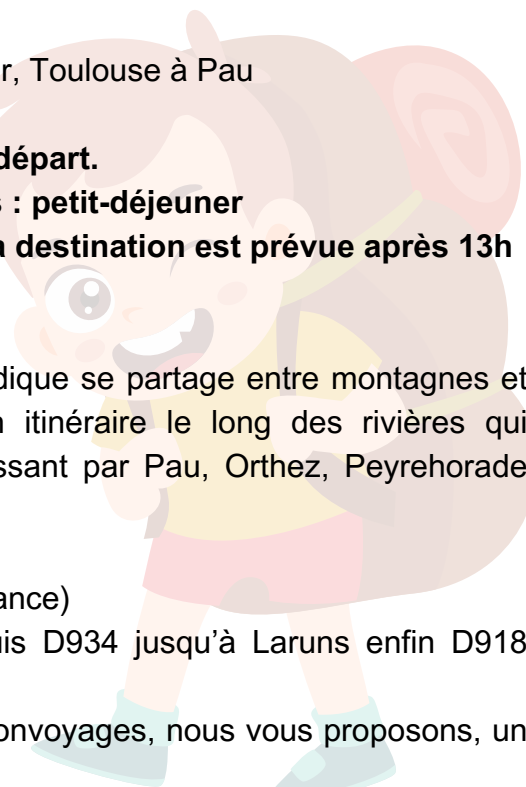 r, Toulouse à Pau
départ.
s : petit-déjeuner
a destination est prévue après 13h
dique se partage entre montagnes et
n itinéraire le long des rivières qui
ssant par Pau, Orthez, Peyrehorade
ance)
uis D934 jusqu’à Laruns enfin D918
onvoyages, nous vous proposons, un